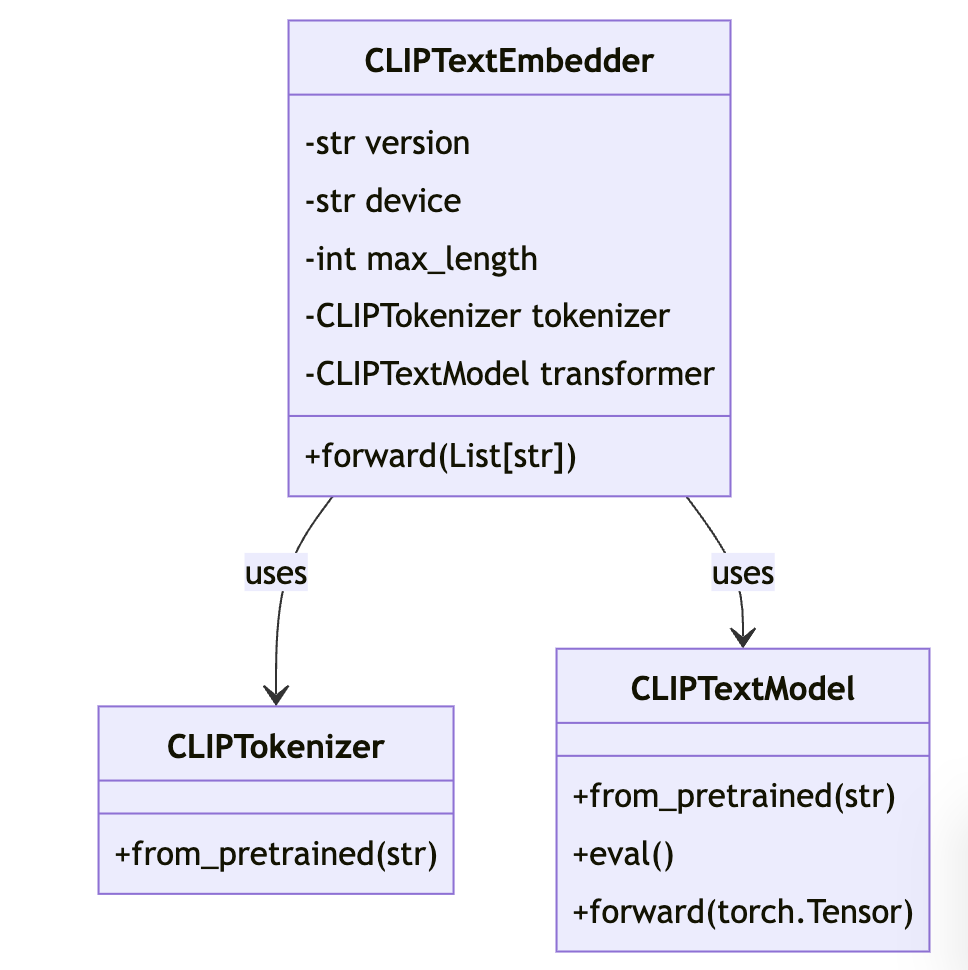 CLIPTextEmbedder
-str version
-str device
-int max_length
-CLIPTokenizer tokenizer
-CLIPTextModel transformer
+forward(List[str])
uses
uses
CLIPTokenizer
+from_pretrained(str)
CLIPTextModel
+from_pretrained(str)
+eval()
+forward(torch.Tensor)